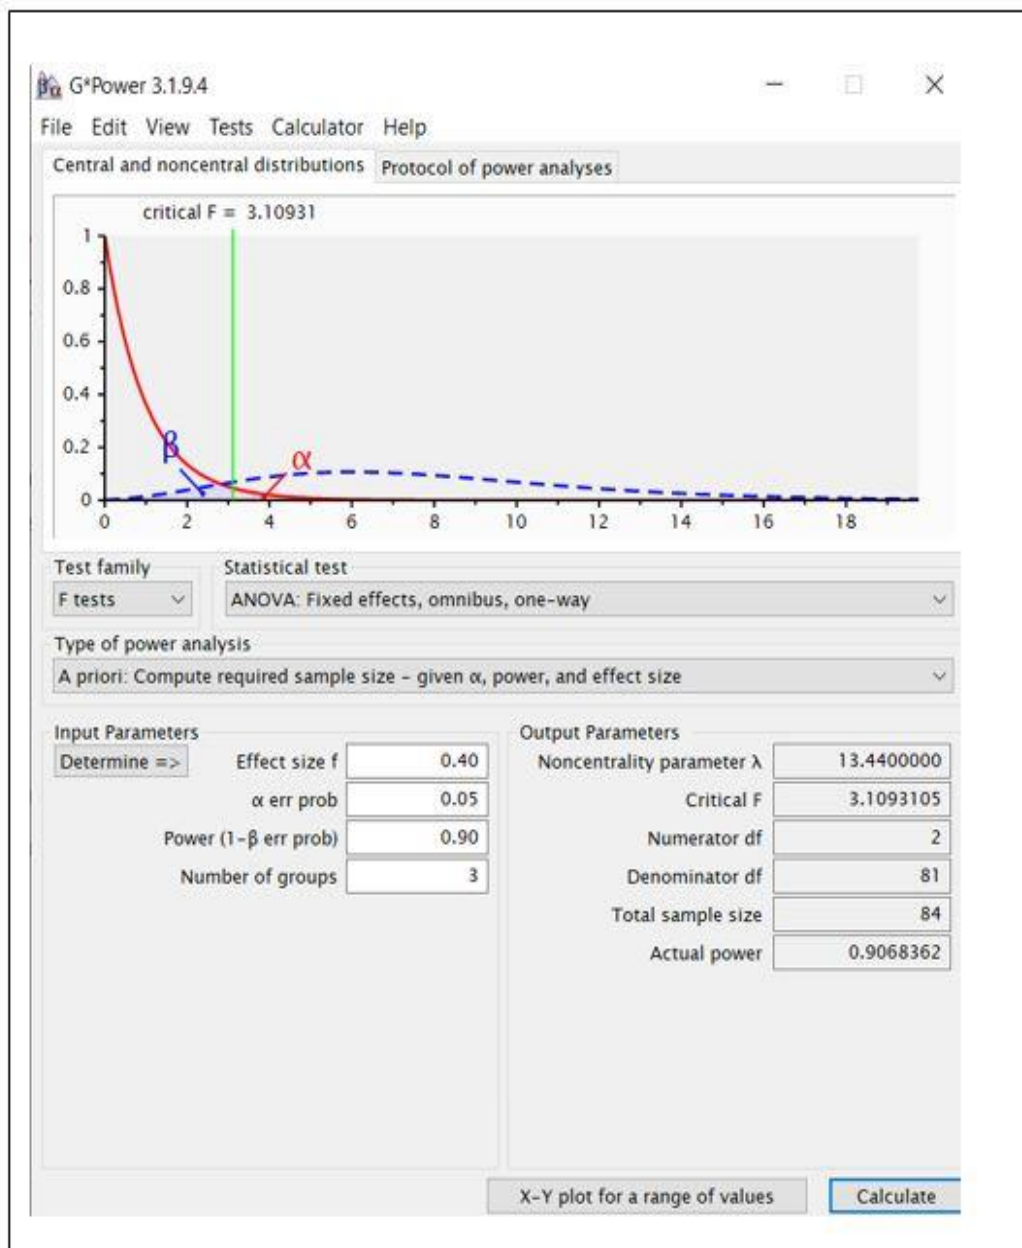 βα G*Power 3.1.9.4
File Edit View Tests Calculator Help
Central and noncentral distributions Protocol of power analyses
critical F = 3.10931
1
0.8
0.6
0.4
0.2
0
β
α
0 2 4 6 8 10 12 14 16 18
Test family Statistical test
F tests ANOVA: Fixed effects, omnibus, one-way
Type of power analysis
A priori: Compute required sample size - given α, power, and effect size
Input Parameters Output Parameters
Determine => Effect size f 0.40 Noncentrality parameter λ 13.4400000
α err prob 0.05 Critical F 3.1093105
Power (1-β err prob) 0.90 Numerator df 2
Number of groups 3 Denominator df 81
Total sample size 84
Actual power 0.9068362
X-Y plot for a range of values Calculate